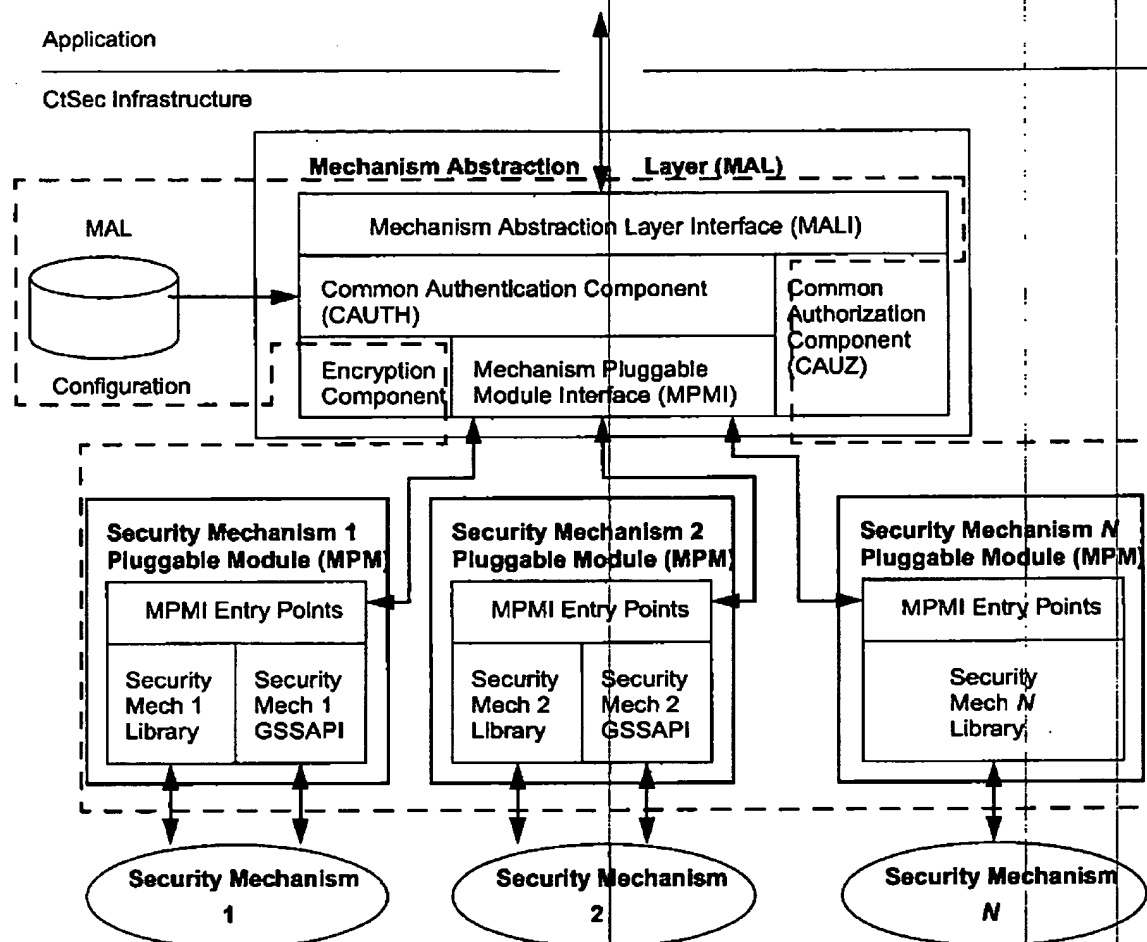 Application
CtSec Infrastructure
Mechanism Abstraction Layer (MAL)
MAL
Configuration
Mechanism Abstraction Layer Interface (MALI)
Common Authentication Component
(CAUTH)
Common
Authorization
Component
(CAUZ)
Encryption
Component
Mechanism Pluggable
Module Interface (MPMI)
Security Mechanism 1
Pluggable Module (MPM)
MPMI Entry Points
Security
Mech 1
Library
Security
Mech 1
GSSAPI
Security Mechanism 2
Pluggable Module (MPM)
MPMI Entry Points
Security
Mech 2
Library
Security
Mech 2
GSSAPI
Security Mechanism N
Pluggable Module (MPM)
MPMI Entry Points
Security
Mech N
Library
Security Mechanism
1
Security Mechanism
2
Security Mechanism
N